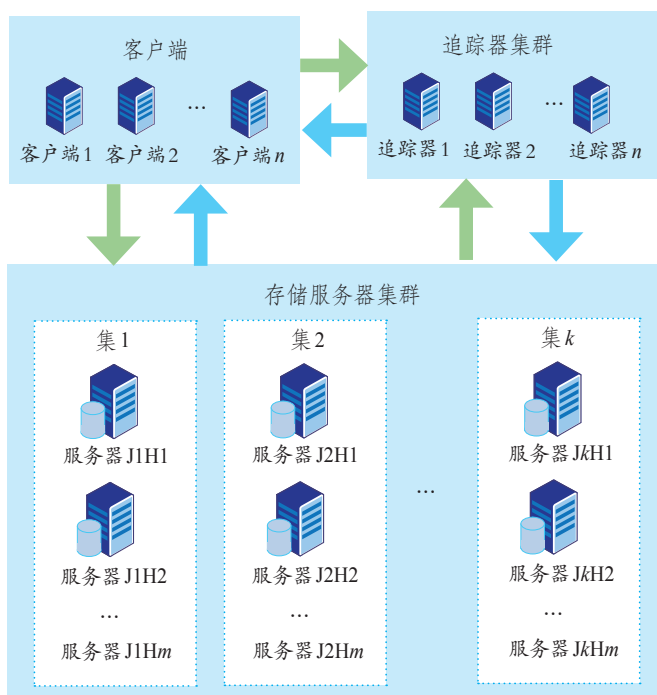 客户端
追踪器集群
...
...
客户端1 客户端2 客户端n
追踪器1 追踪器2 追踪器n
存储服务器集群
集1
集2
集k
服务器J1H1
服务器J2H1
服务器JkH1
...
服务器J1H2
服务器J2H2
服务器JkH2
...
...
...
服务器J1Hm
服务器J2Hm
服务器JkHm